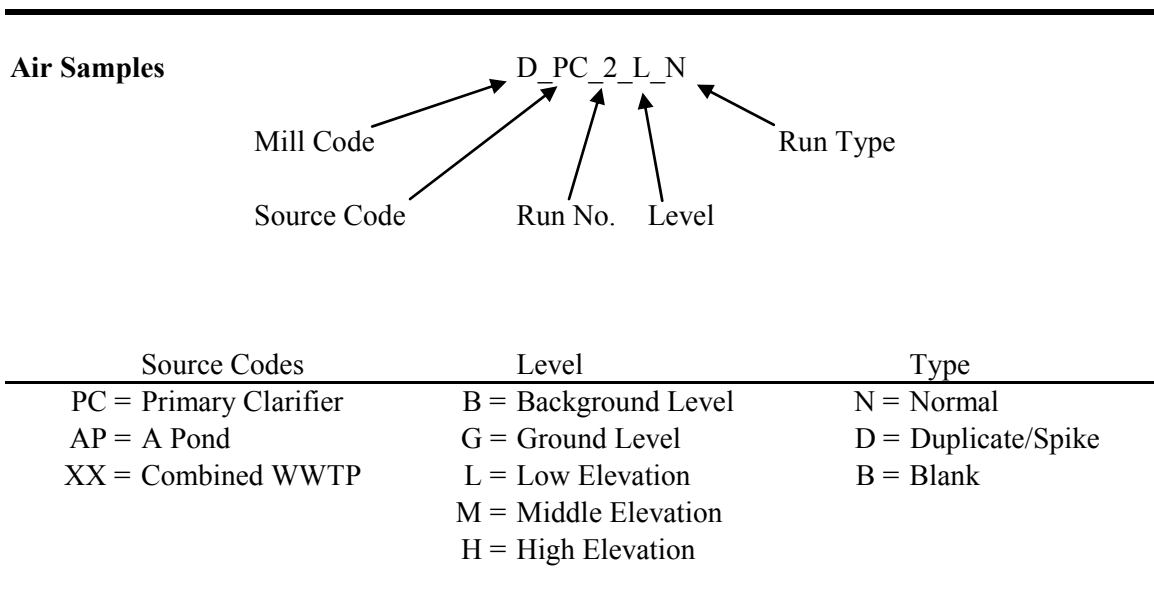 Air Samples D_PC_2_L_N
Mill Code Run Type
Source Code Run No. Level
Source Codes Level Type
PC = Primary Clarifier B = Background Level N = Normal
AP = A Pond G = Ground Level D = Duplicate/Spike
XX = Combined WWTP L = Low Elevation B = Blank
M = Middle Elevation
H = High Elevation